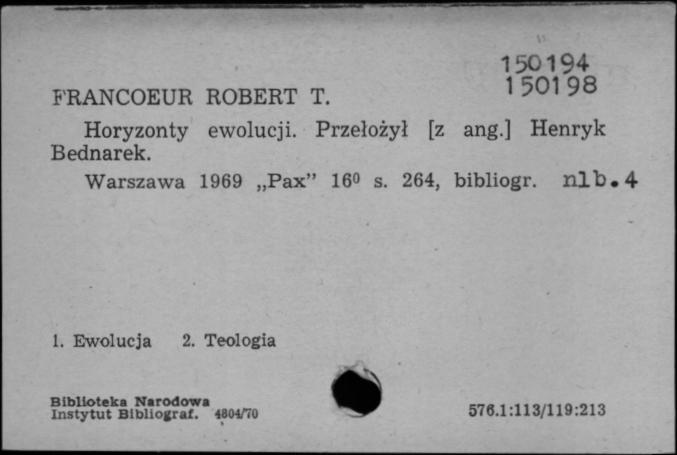 150194
150198
FRANCOEUR ROBERT T.
Horyzonty ewolucji. Przełożył [z ang.] Henryk
Bednarek.
Warszawa 1969 „Pax” 16⁰ s. 264, bibliogr. nlb.4
1. Ewolucja 2. Teologia
Biblioteka Narodowa
Instytut Bibliograf. 4804/70
576.1:113/119:213